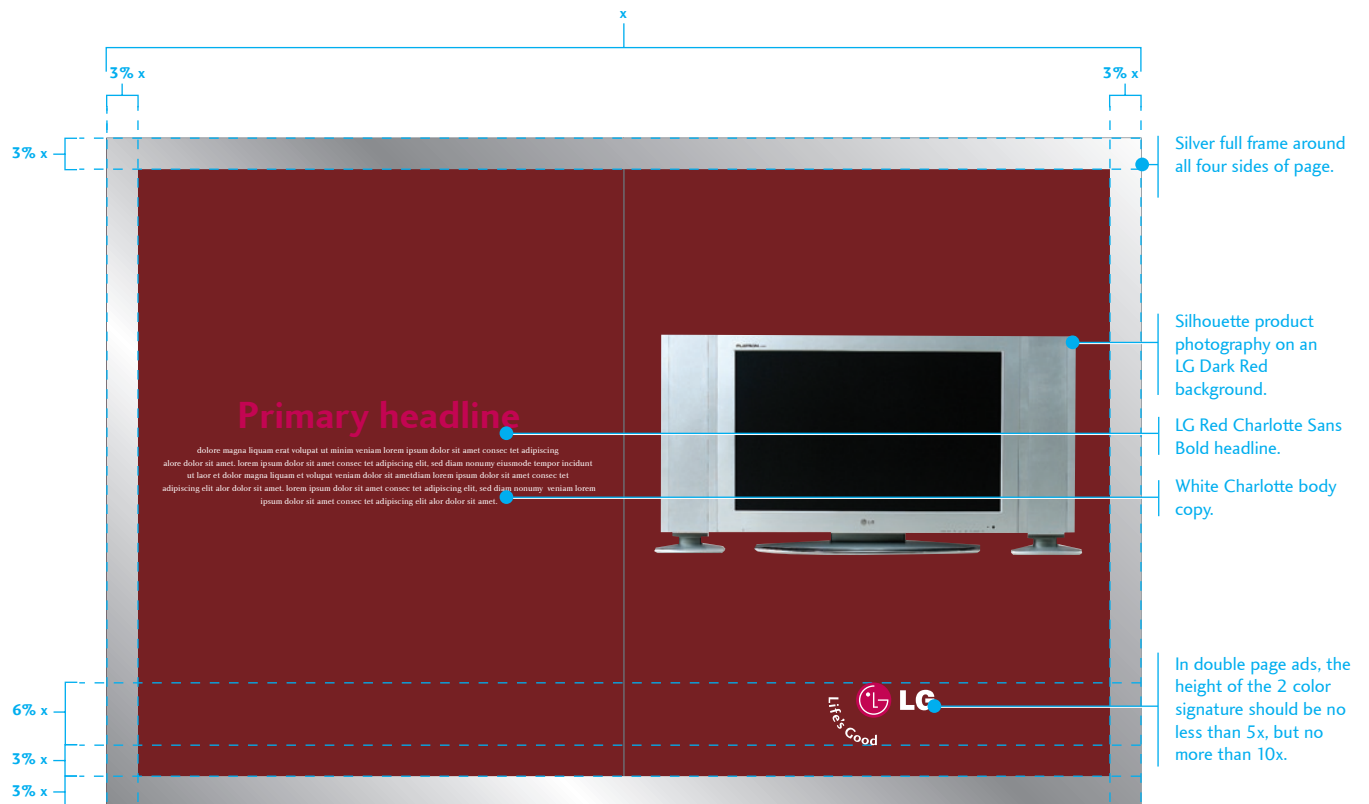 x
3% x
3% x
3% x
Silver full frame around
all four sides of page.
Silhouette product
photography on an
LG Dark Red
background.
Primary headline
LG Red Charlotte Sans
Bold headline.
dolore magna liquam erat volupat ut minim veniam lorem ipsum dolor sit amet consec tet adipiscing
alore dolor sit amet. lorem ipsum dolor sit amet consec tet adipiscing elit, sed diam nonumy eiusmode tempor incidunt
ut laor et dolor magna liquam et volupat veniam dolor sit ametdiam lorem ipsum dolor sit amet consec tet
adipiscing elit alor dolor sit amet. lorem ipsum dolor sit amet consec tet adipiscing elit, sed diam nonumy veniam lorem
ipsum dolor sit amet consec tet adipiscing elit alor dolor sit amet.
White Charlotte body
copy.
LG
6% x
LG
Life's Good
In double page ads, the
height of the 2 color
signature should be no
less than 5x, but no
more than 10x.
3% x
3% x